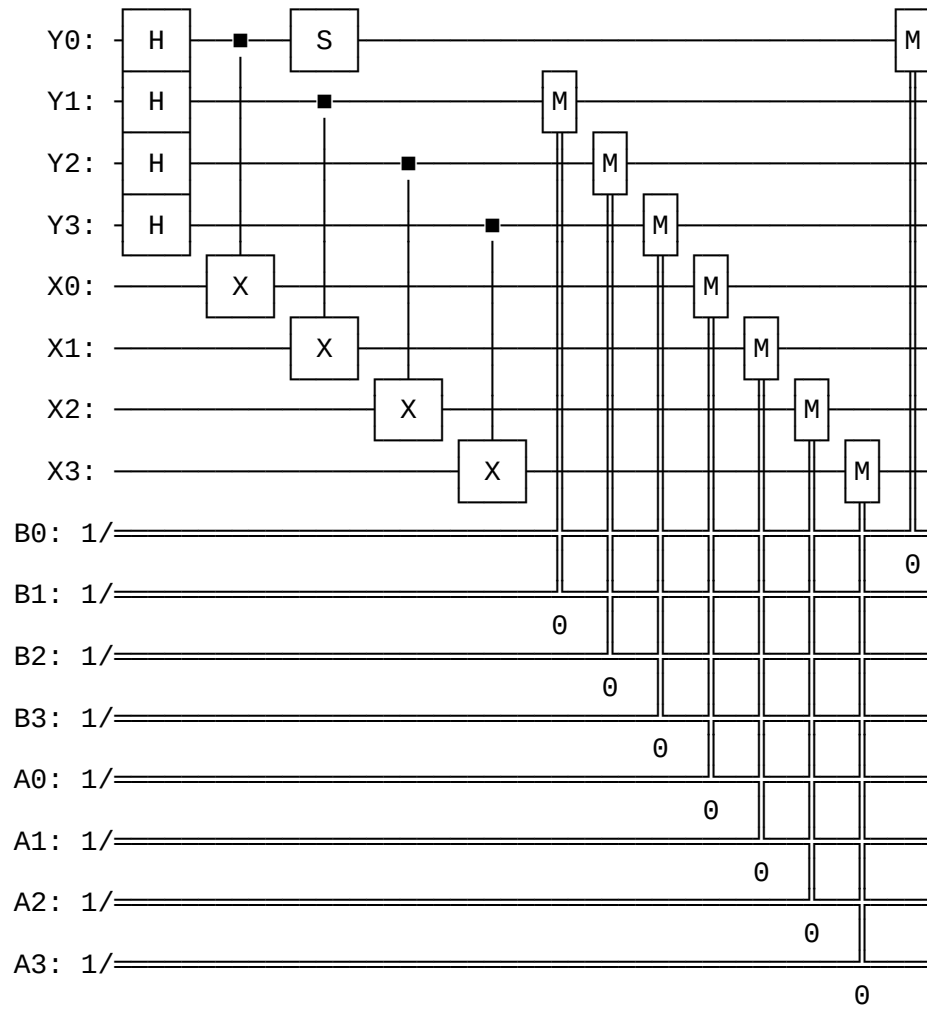 Y0: H S M
Y1: H M
Y2: H M
Y3: H M
X0: X M
X1: X M
X2: X M
X3: X M
B0: 1/
0
B1: 1/
0
B2: 1/
0
B3: 1/
0
A0: 1/
0
A1: 1/
0
A2: 1/
0
A3: 1/
0